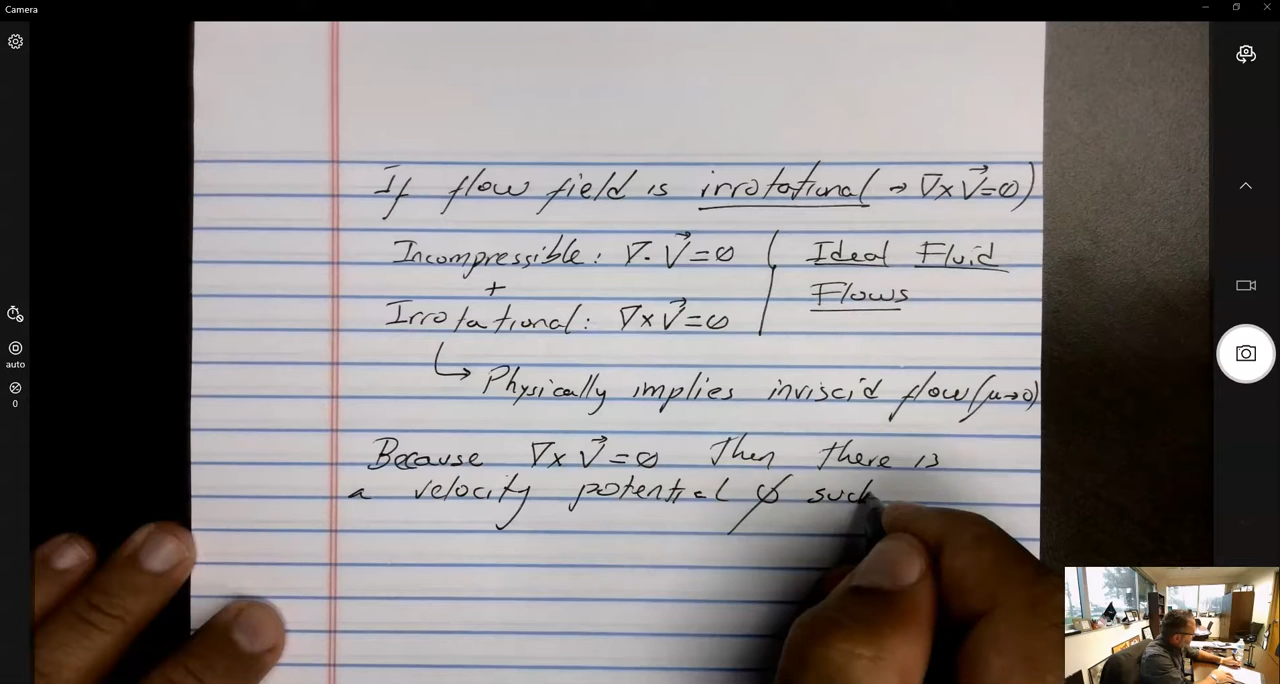 Camera
If flow field is irrotational → ∇×V⃗=0)
Incompressible: ∇·V⃗=0 Ideal Fluid
+ Flows
Irrotational: ∇×V⃗=0
↳ Physically implies inviscid flow (μ→0)
Because ∇×V⃗=0 Then there is
a velocity potential φ such
auto
0